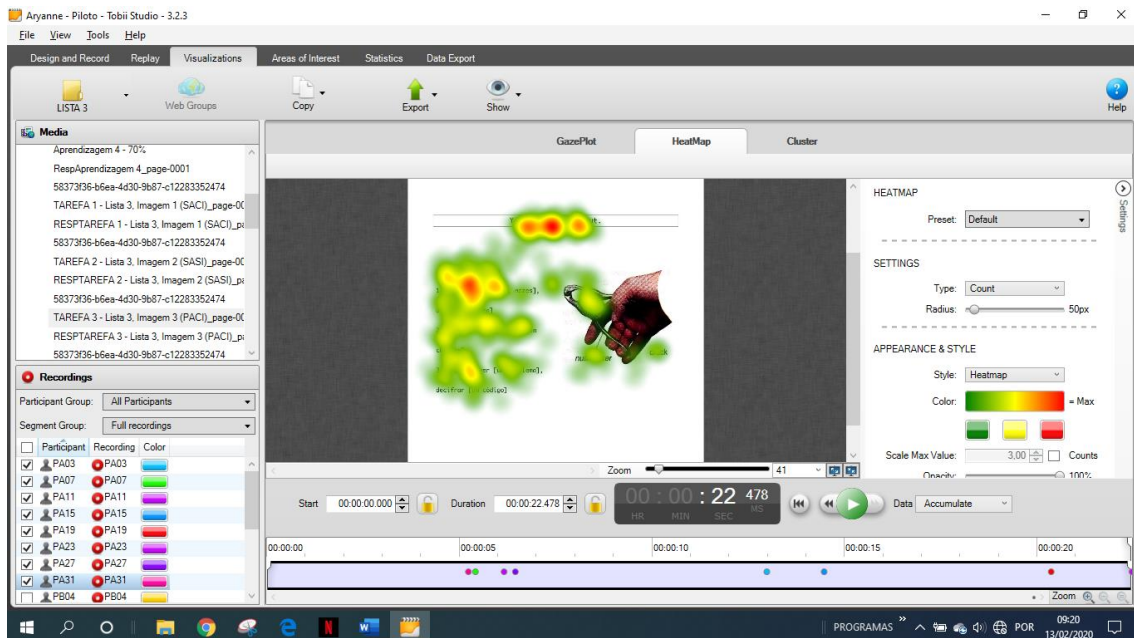 Aryanne - Piloto - Tobii Studio - 3.2.3
File View Tools Help
Design and Record Replay Visualizations Areas of Interest Statistics Data Export
LISTA 3 Web Groups Copy Export Show Help
Media
Aprendizagem 4 - 70%
RespAprendizagem 4_page-0001
58373f36-b6ea-4d30-9b87-c12283352474
TAREFA 1 - Lista 3, Imagem 1 (SACI)_page-00
RESPTAREFA 1 - Lista 3, Imagem 1 (SACI)_pa
58373f36-b6ea-4d30-9b87-c12283352474
TAREFA 2 - Lista 3, Imagem 2 (SASI)_page-00
RESPTAREFA 2 - Lista 3, Imagem 2 (SASI)_pa
58373f36-b6ea-4d30-9b87-c12283352474
TAREFA 3 - Lista 3, Imagem 3 (PACI)_page-00
RESPTAREFA 3 - Lista 3, Imagem 3 (PACI)_pa
58373f36-b6ea-4d30-9b87-c12283352474
Recordings
Participant Group: All Participants
Segment Group: Full recordings
Participant Recording Color
PA03 PA03
PA07 PA07
PA11 PA11
PA15 PA15
PA19 PA19
PA23 PA23
PA27 PA27
PA31 PA31
PB04 PB04
GazePlot HeatMap Cluster
decifrar [ código]
HEATMAP
Preset: Default
SETTINGS
Type: Count
Radius: 50px
APPEARANCE & STYLE
Style: Heatmap
Color: = Max
Scale Max Value: 3,00 Counts
Opacity: 100%
Settings
Zoom 41
Start 00:00:00.000 Duration 00:00:22.478 00 : 00 : 22 478 Data Accumulate
HR MIN SEC MS
00:00:00 00:00:05 00:00:10 00:00:15 00:00:20
Zoom
PROGRAMAS POR 09:20
13/02/2020